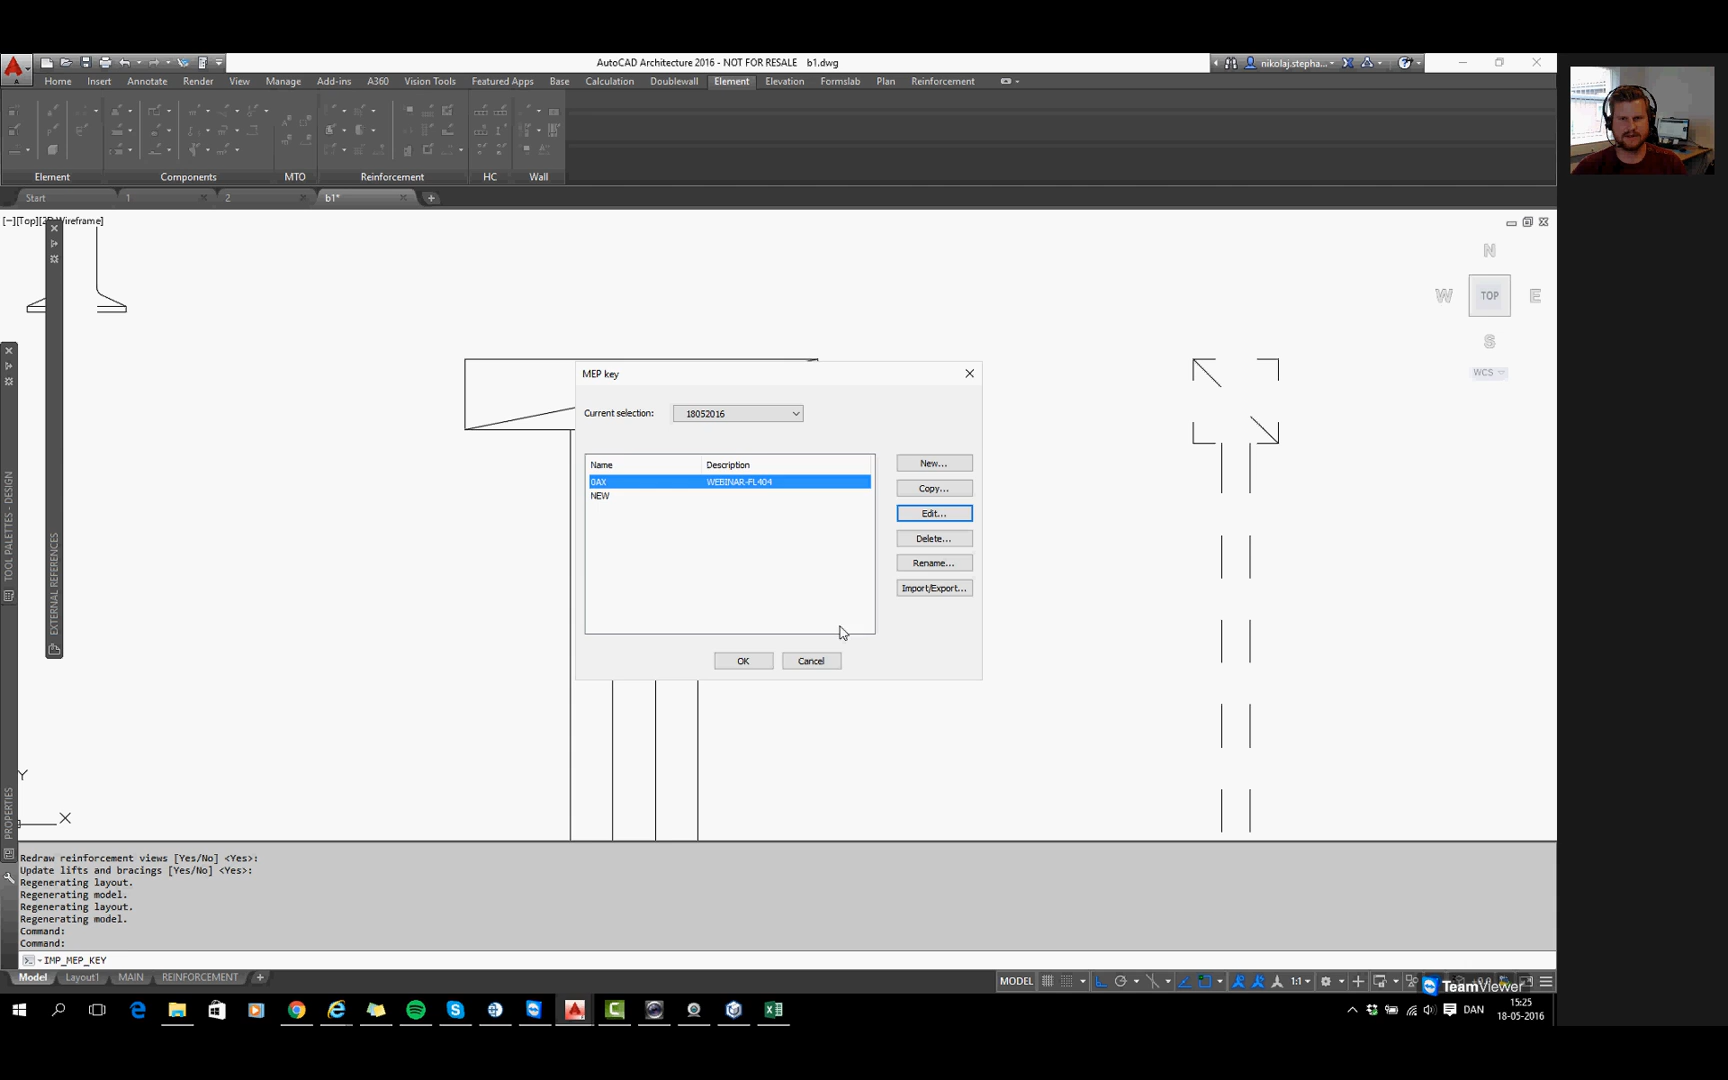 AutoCAD Architecture 2016 - NOT FOR RESALE b1.dwg
nikolaj.stepha...
Home Insert Annotate Render View Manage Add-ins A360 Vision Tools Featured Apps Base Calculation Doublewall Element Elevation Formslab Plan Reinforcement
Element Components MTO Reinforcement HC Wall
Start 1 2 b1*
[−][Top][2D Wireframe]
N
W TOP E
S
WCS
MEP key
Current selection: 18052016
Name Description
0AX WEBINAR-FL404
NEW
New...
Copy...
Edit...
Delete...
Rename...
Import/Export...
OK Cancel
TOOL PALETTES - DESIGN
EXTERNAL REFERENCES
PROPERTIES
Y
X
Redraw reinforcement views [Yes/No] <Yes>:
Update lifts and bracings [Yes/No] <Yes>:
Regenerating layout.
Regenerating model.
Regenerating layout.
Regenerating model.
Command:
Command:
IMP_MEP_KEY
Model Layout1 MAIN REINFORCEMENT
MODEL 1:1
TeamViewer
DAN
15:25
18-05-2016